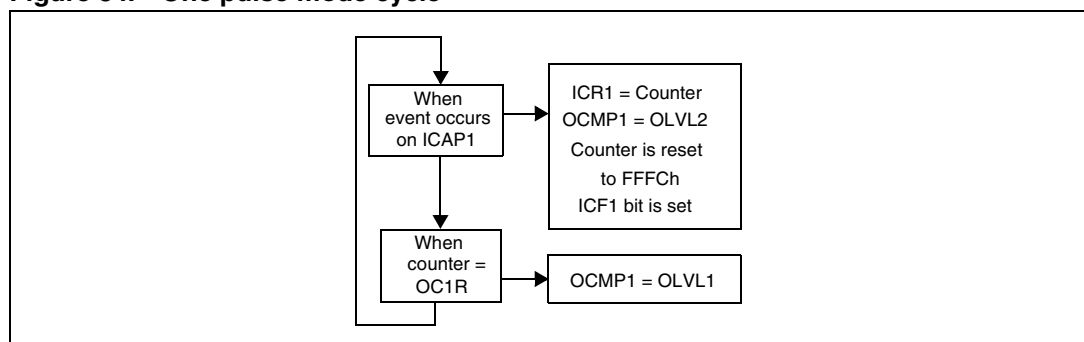 Figure One pulse mode cycle
When
event occurs
on ICAP1
ICR1 = Counter
OCMP1 = OLVL2
Counter is reset
to FFFCh
ICF1 bit is set
When
counter =
OC1R
OCMP1 = OLVL1